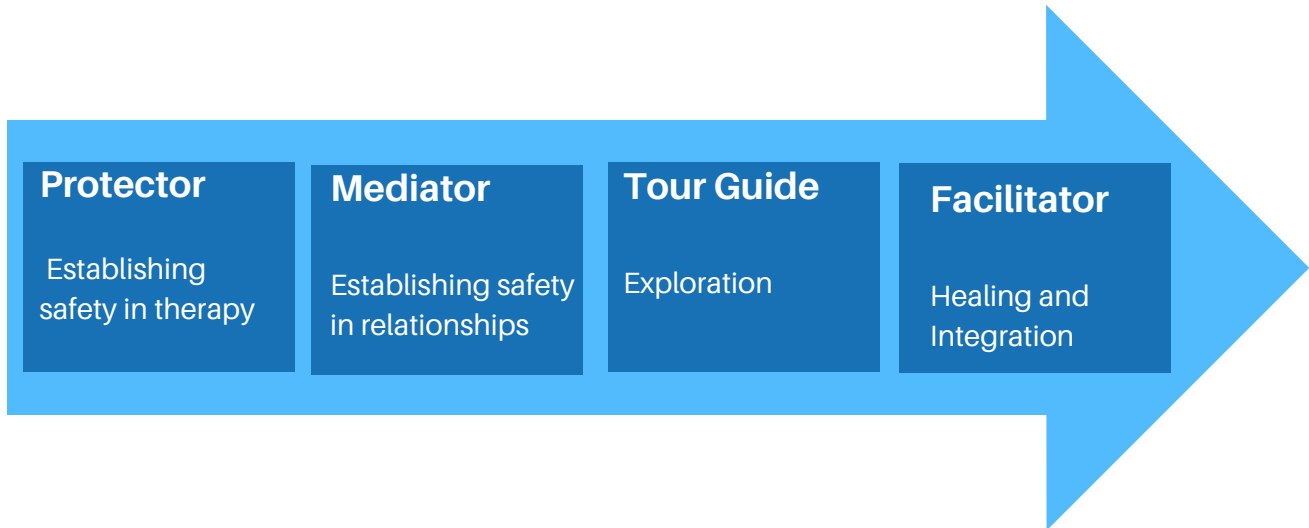 Protector
Establishing
safety in therapy
Mediator
Establishing safety
in relationships
Tour Guide
Exploration
Facilitator
Healing and
Integration